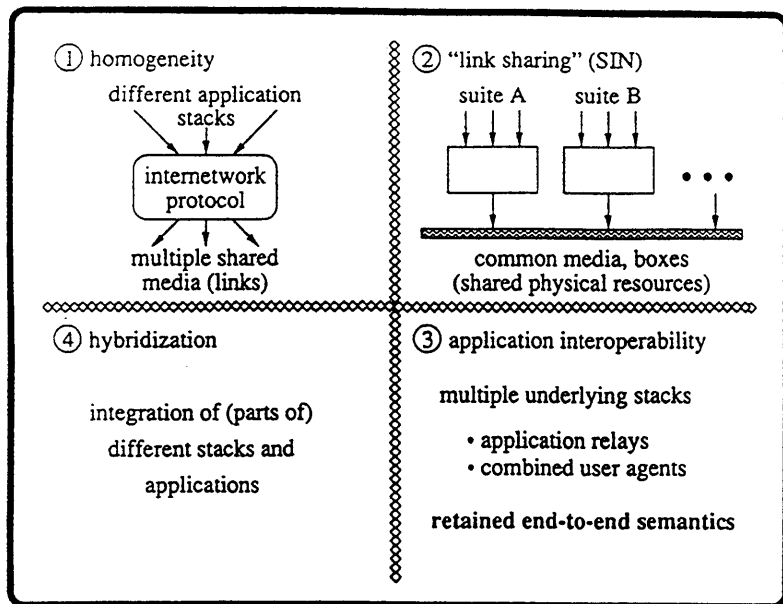 ① homogeneity
different application
stacks
internetwork
protocol
multiple shared
media (links)
② “link sharing” (SIN)
suite A
suite B
• • •
common media, boxes
(shared physical resources)
④ hybridization
integration of (parts of)
different stacks and
applications
③ application interoperability
multiple underlying stacks
• application relays
• combined user agents
retained end-to-end semantics